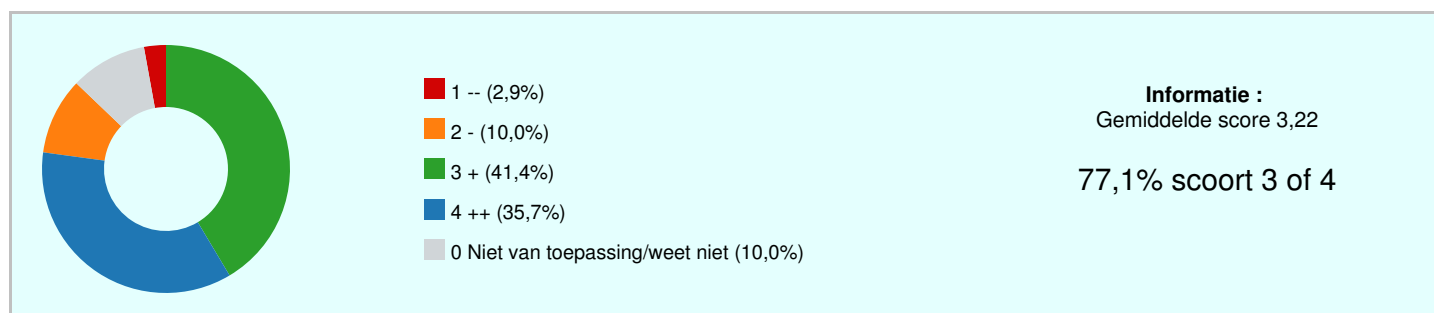 1 -- (2,9%)
2 - (10,0%)
3 + (41,4%)
4 ++ (35,7%)
0 Niet van toepassing/weet niet (10,0%)
Informatie :
Gemiddelde score 3,22
77,1% scoort 3 of 4